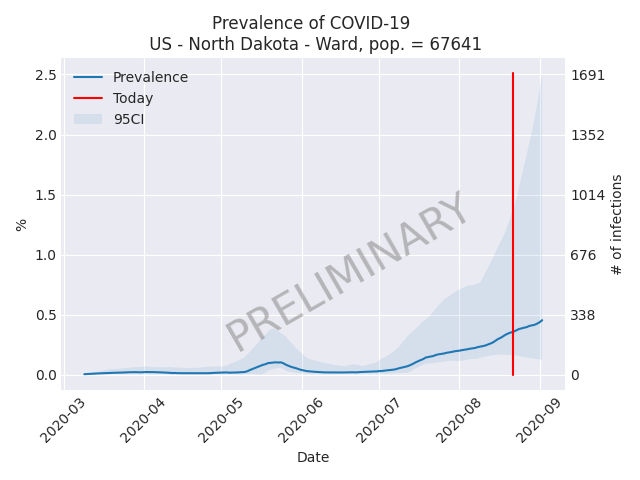 Prevalence of COVID-19
US - North Dakota - Ward, pop. = 67641
Prevalence
Today
95CI
PRELIMINARY
2.5
2.0
1.5
1.0
0.5
0.0
%
1691
1352
1014
676
338
0
# of infections
2020-03
2020-04
2020-05
2020-06
2020-07
2020-08
2020-09
Date